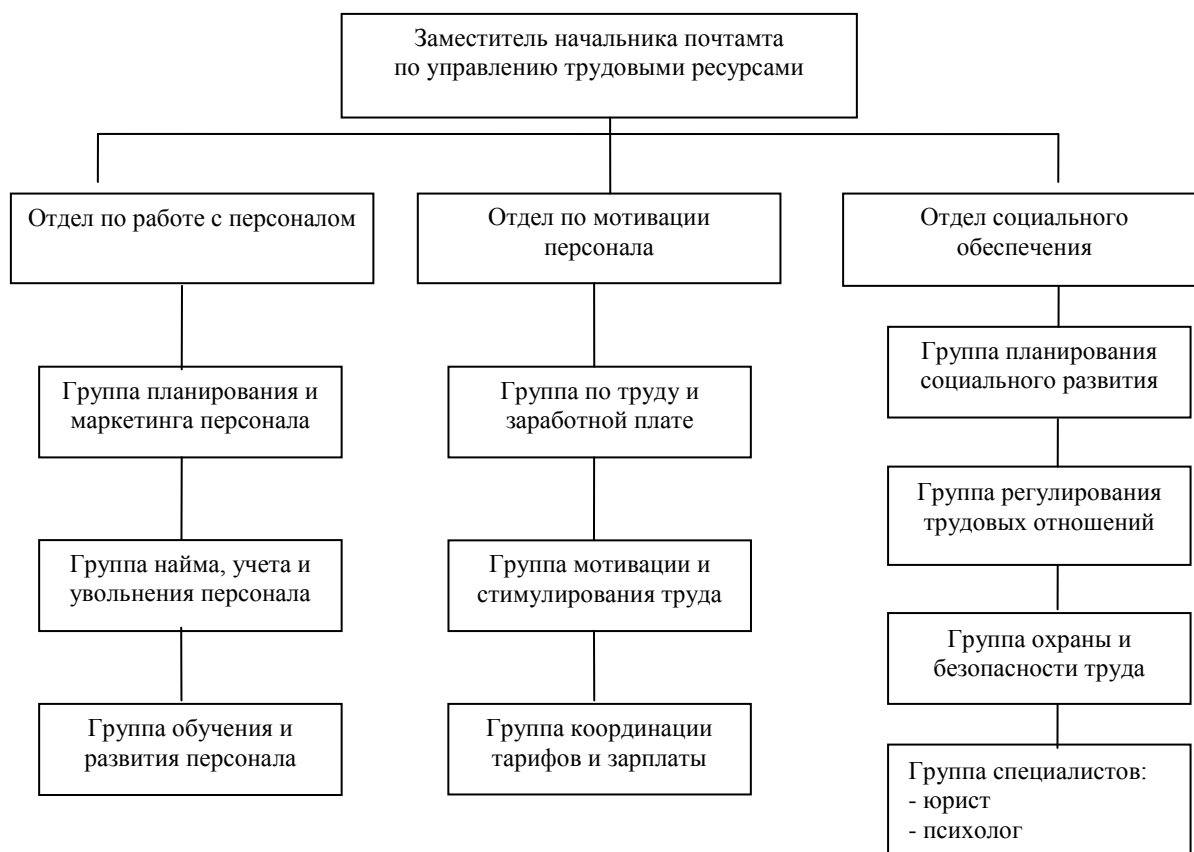 Заместитель начальника почтамта
по управлению трудовыми ресурсами
Отдел по работе с персоналом
Отдел по мотивации
персонала
Отдел социального
обеспечения
Группа планирования и
маркетинга персонала
Группа по труду и
заработной плате
Группа планирования
социального развития
Группа регулирования
трудовых отношений
Группа найма, учета и
увольнения персонала
Группа мотивации и
стимулирования труда
Группа охраны и
безопасности труда
Группа обучения и
развития персонала
Группа координации
тарифов и зарплаты
Группа специалистов:
- юрист
- психолог